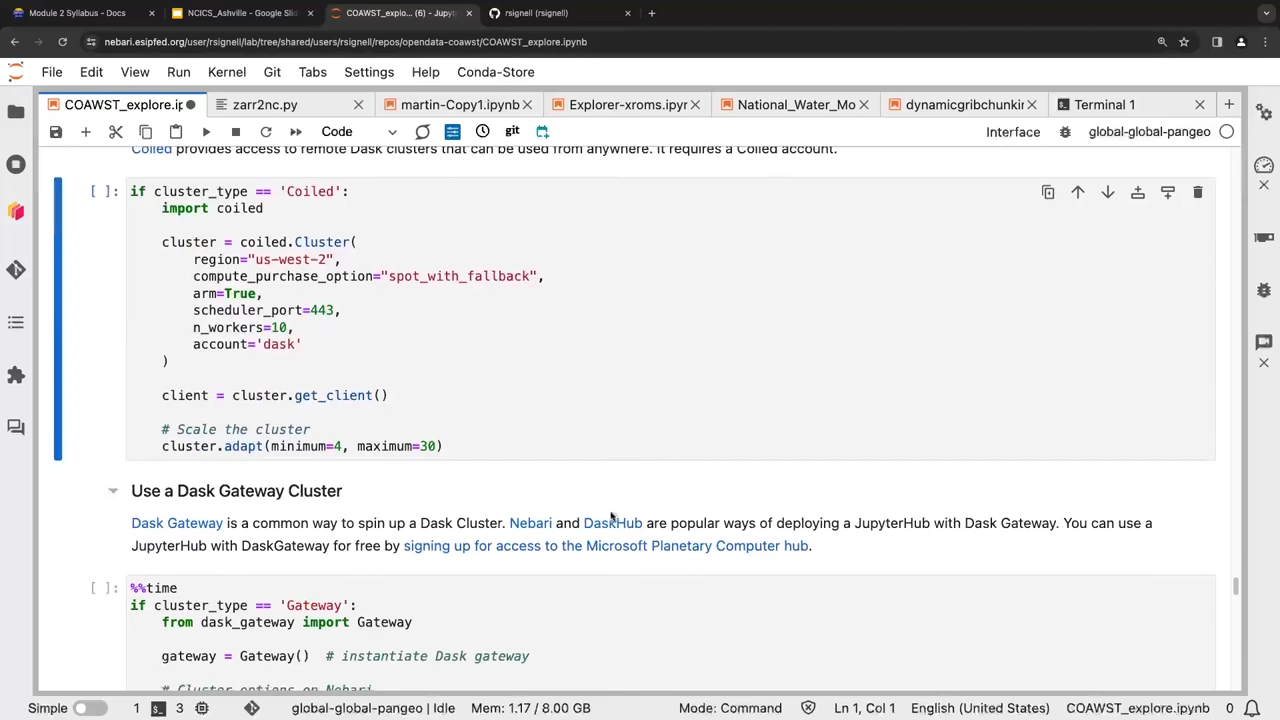 Module 2 Syllabus - Docs
NCICS_Ashville - Google Slid
COAWST_explo... (6) - Jupyte
rsignell (rsignell)
nebari.esipfed.org/user/rsignell/lab/tree/shared/users/rsignell/repos/opendata-coawst/COAWST_explore.ipynb
File Edit View Run Kernel Git Tabs Settings Help Conda-Store
COAWST_explore.ip
zarr2nc.py
martin-Copy1.ipynb
Explorer-xroms.ipyr
National_Water_Mo
dynamicgribchunkin
Terminal 1
Code
git
Interface
global-global-pangeo
Coiled provides access to remote Dask clusters that can be used from anywhere. It requires a Coiled account.
[ ]: if cluster_type == 'Coiled':
import coiled
cluster = coiled.Cluster(
region="us-west-2",
compute_purchase_option="spot_with_fallback",
arm=True,
scheduler_port=443,
n_workers=10,
account='dask'
)
client = cluster.get_client()
# Scale the cluster
cluster.adapt(minimum=4, maximum=30)
Use a Dask Gateway Cluster
Dask Gateway is a common way to spin up a Dask Cluster. Nebari and DaskHub are popular ways of deploying a JupyterHub with Dask Gateway. You can use a
JupyterHub with DaskGateway for free by signing up for access to the Microsoft Planetary Computer hub.
[ ]: %%time
if cluster_type == 'Gateway':
from dask_gateway import Gateway
gateway = Gateway() # instantiate Dask gateway
# Cluster options on Nebari
Simple
1
3
global-global-pangeo | Idle
Mem: 1.17 / 8.00 GB
Mode: Command
Ln 1, Col 1
English (United States)
COAWST_explore.ipynb
0